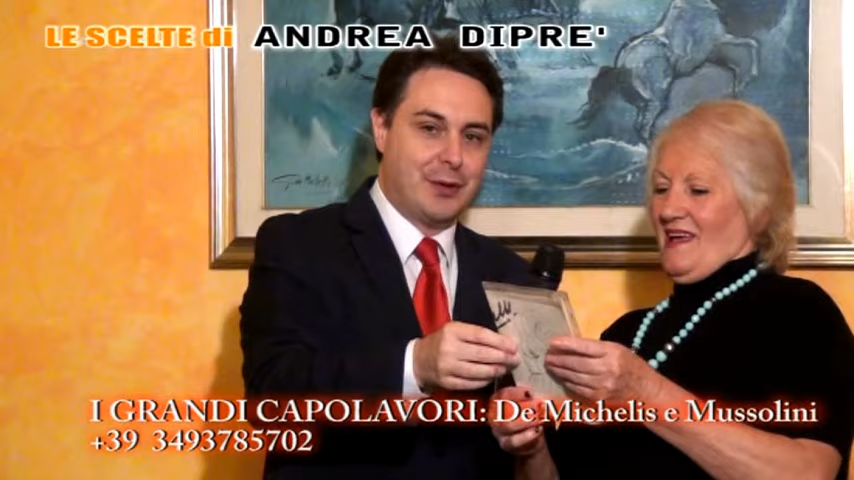 LE SCELTE di ANDREA DIPRE'
I GRANDI CAPOLAVORI: De Michelis e Mussolini
+39 3493785702